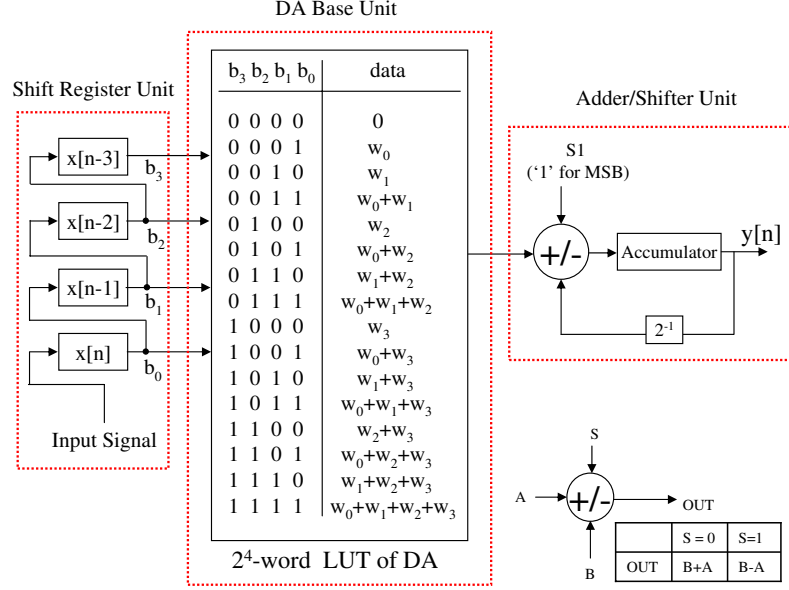 DA Base Unit
Shift Register Unit
x[n-3]
b₃
x[n-2]
b₂
x[n-1]
b₁
x[n]
b₀
Input Signal
b₃ b₂ b₁ b₀ data
0 0 0 0 0
0 0 0 1 w₀
0 0 1 0 w₁
0 0 1 1 w₀+w₁
0 1 0 0 w₂
0 1 0 1 w₀+w₂
0 1 1 0 w₁+w₂
0 1 1 1 w₀+w₁+w₂
1 0 0 0 w₃
1 0 0 1 w₀+w₃
1 0 1 0 w₁+w₃
1 0 1 1 w₀+w₁+w₃
1 1 0 0 w₂+w₃
1 1 0 1 w₀+w₂+w₃
1 1 1 0 w₁+w₂+w₃
1 1 1 1 w₀+w₁+w₂+w₃
2⁴-word LUT of DA
Adder/Shifter Unit
S1
('1' for MSB)
+/-
Accumulator
y[n]
2⁻¹
S
A
+/-
OUT
B
S = 0 S=1
OUT B+A B-A